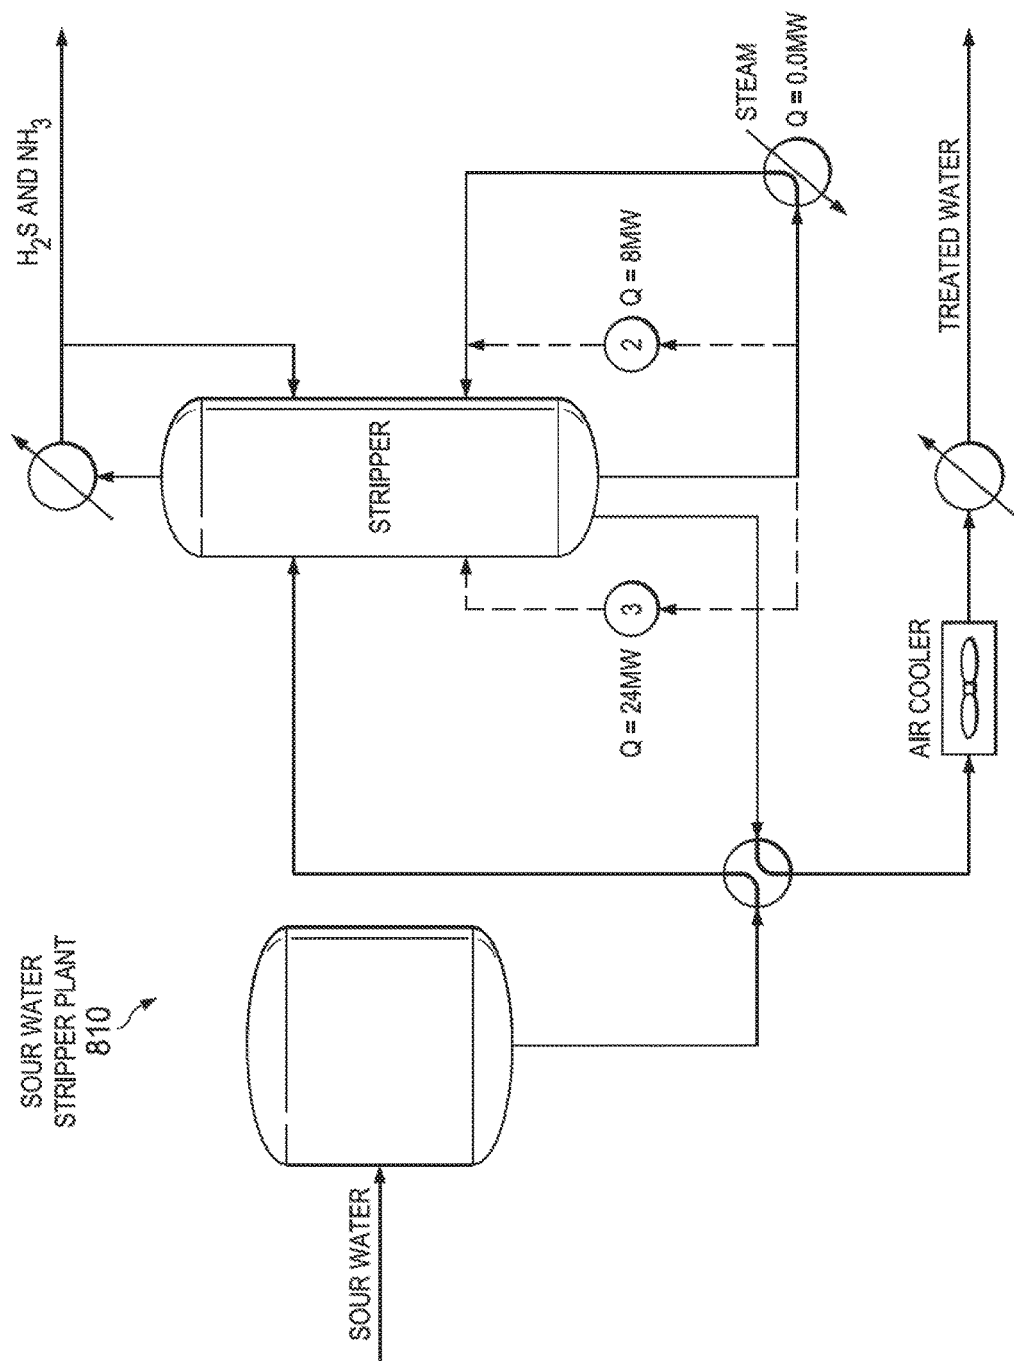 SOUR WATER
STRIPPER PLANT
810
SOUR WATER
H2S AND NH3
STRIPPER
STEAM
Q = 0.0MW
2
Q = 8MW
3
Q = 24MW
AIR COOLER
TREATED WATER